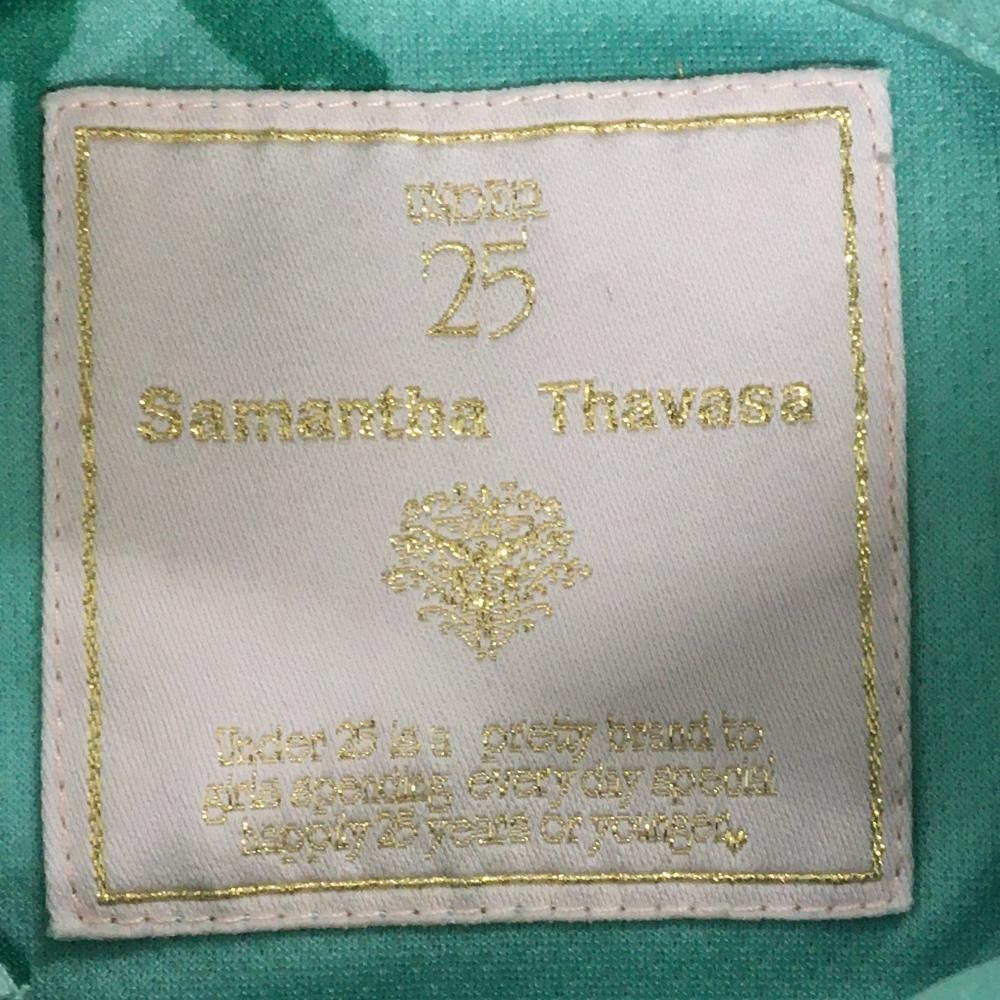 UNDER
25
Samantha Thavasa
Under 25 is a pretty brand to
girls spending every day special
happily 25 years or younger.